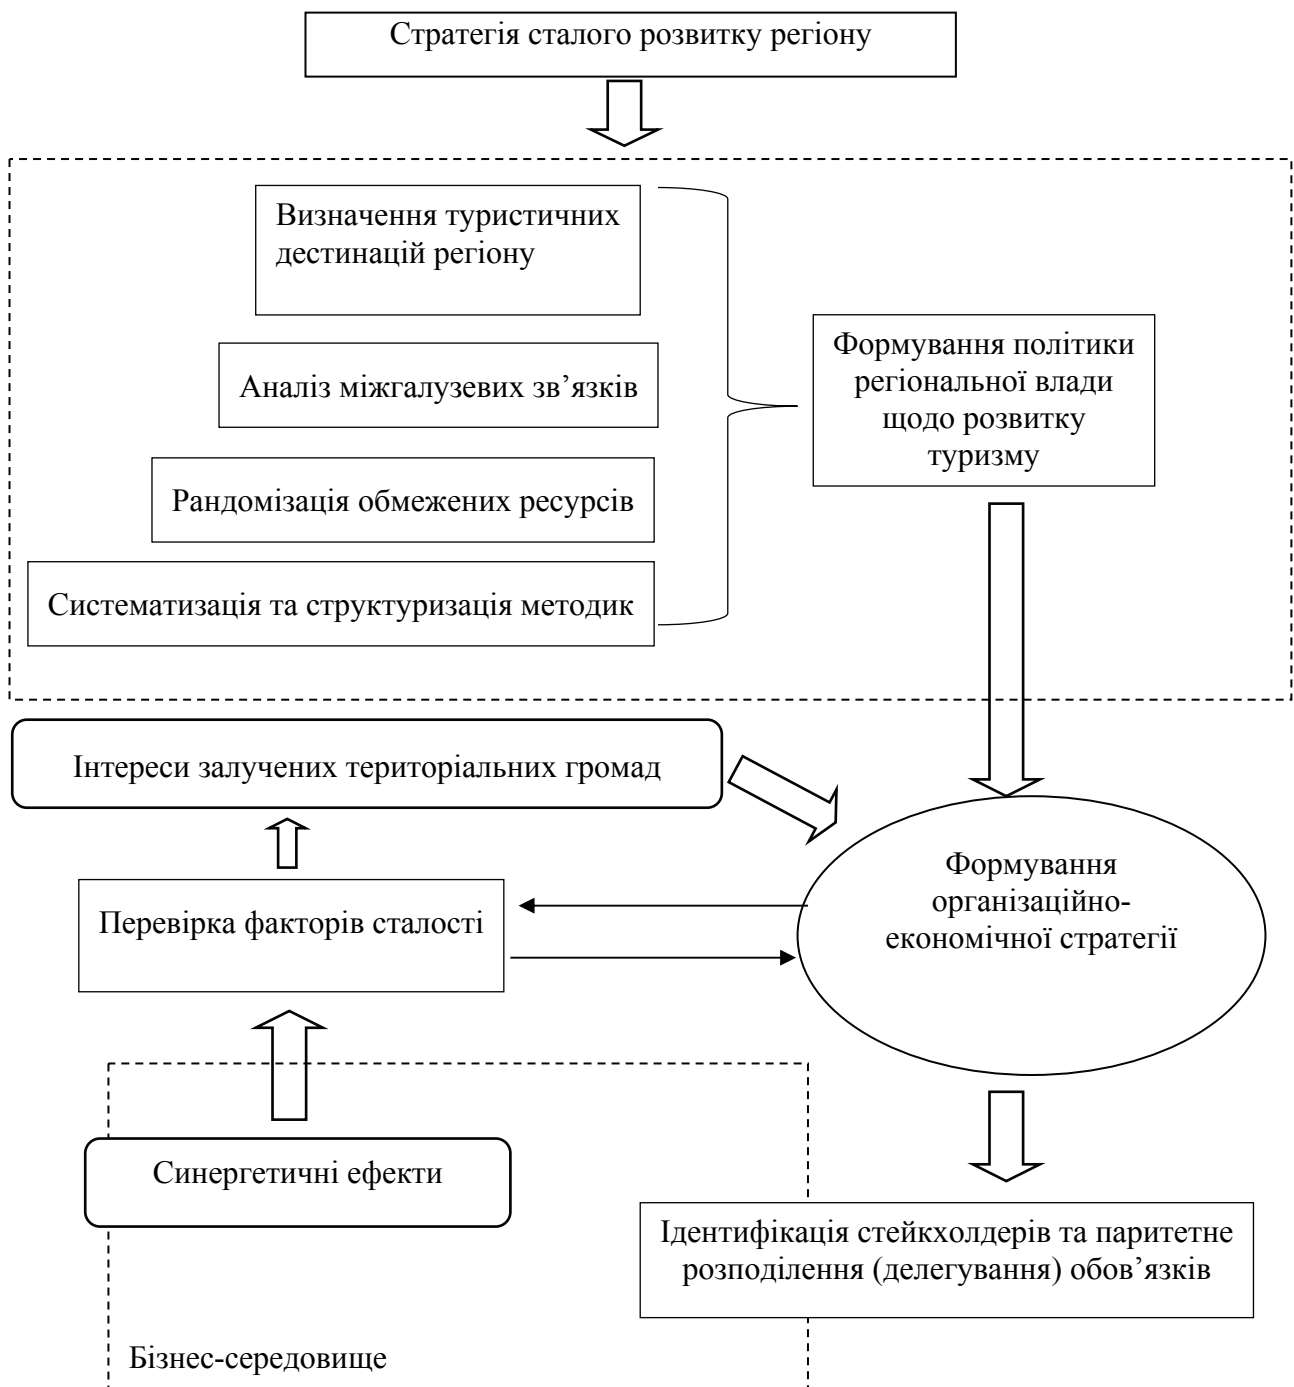 Стратегія сталого розвитку регіону
Визначення туристичних
дестинацій регіону
Аналіз міжгалузевих зв’язків
Рандомізація обмежених ресурсів
Систематизація та структуризація методик
Формування політики
регіональної влади
щодо розвитку
туризму
Інтереси залучених територіальних громад
Перевірка факторів сталості
Формування
організаційно-
економічної стратегії
Синергетичні ефекти
Ідентифікація стейкхолдерів та паритетне
розподілення (делегування) обов’язків
Бізнес-середовище